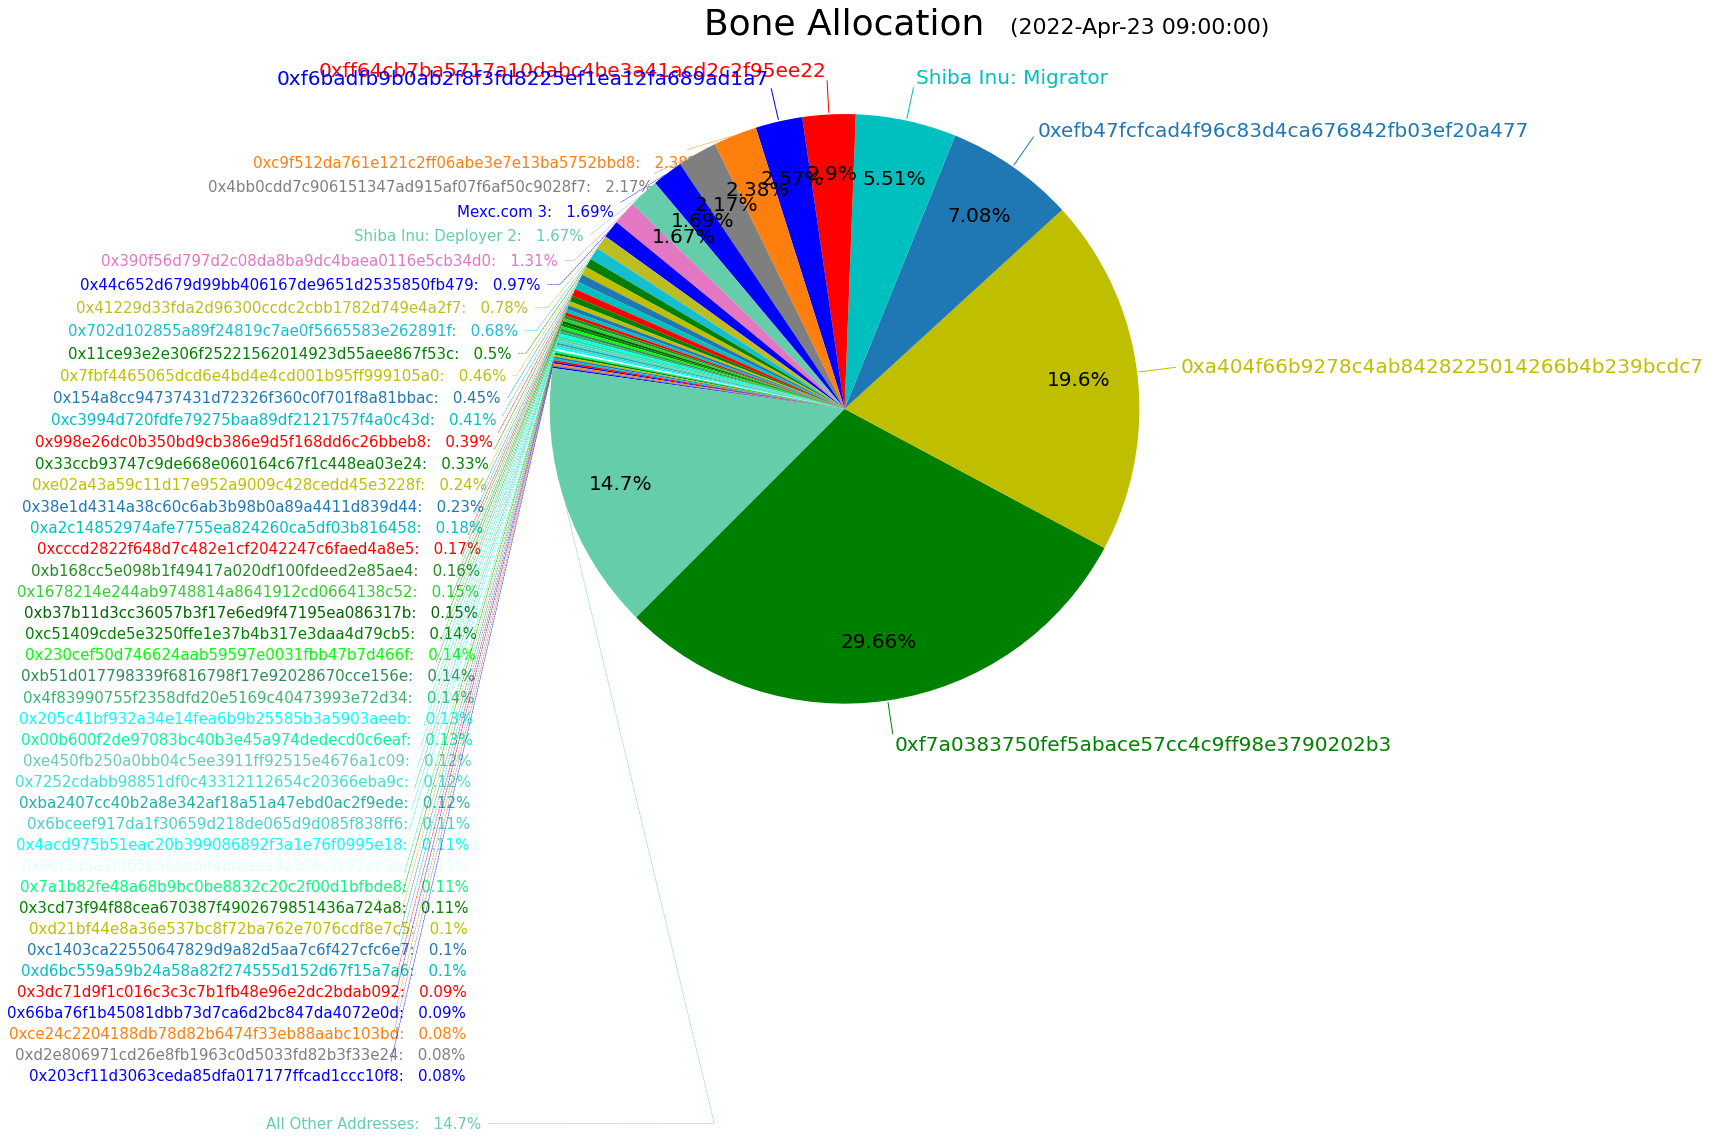 Bone Allocation (2022-Apr-23 09:00:00)
0xff64cb7ba5717a10dabc4be3a41acd2c2f95ee22
0xf6badfb9b0ab2f8f3fd8225ef1ea12fa689ad1a7
Shiba Inu: Migrator
0xefb47fcfcad4f96c83d4ca676842fb03ef20a477
0xa404f66b9278c4ab8428225014266b4b239bcdc7
0xf7a0383750fef5abace57cc4c9ff98e3790202b3
2.9%
5.51%
2.57%
2.38%
7.08%
2.17%
1.69%
1.67%
19.6%
14.7%
29.66%
0xc9f512da761e121c2ff06abe3e7e13ba5752bbd8: 2.38%
0x4bb0cdd7c906151347ad915af07f6af50c9028f7: 2.17%
Mexc.com 3: 1.69%
Shiba Inu: Deployer 2: 1.67%
0x390f56d797d2c08da8ba9dc4baea0116e5cb34d0: 1.31%
0x44c652d679d99bb406167de9651d2535850fb479: 0.97%
0x41229d33fda2d96300ccdc2cbb1782d749e4a2f7: 0.78%
0x702d102855a89f24819c7ae0f5665583e262891f: 0.68%
0x11ce93e2e306f25221562014923d55aee867f53c: 0.5%
0x7fbf4465065dcd6e4bd4e4cd001b95ff999105a0: 0.46%
0x154a8cc94737431d72326f360c0f701f8a81bbac: 0.45%
0xc3994d720fdfe79275baa89df2121757f4a0c43d: 0.41%
0x998e26dc0b350bd9cb386e9d5f168dd6c26bbeb8: 0.39%
0x33ccb93747c9de668e060164c67f1c448ea03e24: 0.33%
0xe02a43a59c11d17e952a9009c428cedd45e3228f: 0.24%
0x38e1d4314a38c60c6ab3b98b0a89a4411d839d44: 0.23%
0xa2c14852974afe7755ea824260ca5df03b816458: 0.18%
0xcccd2822f648d7c482e1cf2042247c6faed4a8e5: 0.17%
0xb168cc5e098b1f49417a020df100fdeed2e85ae4: 0.16%
0x1678214e244ab9748814a8641912cd0664138c52: 0.15%
0xb37b11d3cc36057b3f17e6ed9f47195ea086317b: 0.15%
0xc51409cde5e3250ffe1e37b4b317e3daa4d79cb5: 0.14%
0x230cef50d746624aab59597e0031fbb47b7d466f: 0.14%
0xb51d017798339f6816798f17e92028670cce156e: 0.14%
0x4f83990755f2358dfd20e5169c40473993e72d34: 0.14%
0x205c41bf932a34e14fea6b9b25585b3a5903aeeb: 0.13%
0x00b600f2de97083bc40b3e45a974dedecd0c6eaf: 0.13%
0xe450fb250a0bb04c5ee3911ff92515e4676a1c09: 0.12%
0x7252cdabb98851df0c43312112654c20366eba9c: 0.12%
0xba2407cc40b2a8e342af18a51a47ebd0ac2f9ede: 0.12%
0x6bceef917da1f30659d218de065d9d085f838ff6: 0.11%
0x4acd975b51eac20b399086892f3a1e76f0995e18: 0.11%
0x7a1b82fe48a68b9bc0be8832c20c2f00d1bfbde8: 0.11%
0x3cd73f94f88cea670387f4902679851436a724a8: 0.11%
0xd21bf44e8a36e537bc8f72ba762e7076cdf8e7c5: 0.1%
0xc1403ca22550647829d9a82d5aa7c6f427cfc6e7: 0.1%
0xd6bc559a59b24a58a82f274555d152d67f15a7a6: 0.1%
0x3dc71d9f1c016c3c3c7b1fb48e96e2dc2bdab092: 0.09%
0x66ba76f1b45081dbb73d7ca6d2bc847da4072e0d: 0.09%
0xce24c2204188db78d82b6474f33eb88aabc103bd: 0.08%
0xd2e806971cd26e8fb1963c0d5033fd82b3f33e24: 0.08%
0x203cf11d3063ceda85dfa017177ffcad1ccc10f8: 0.08%
All Other Addresses: 14.7%